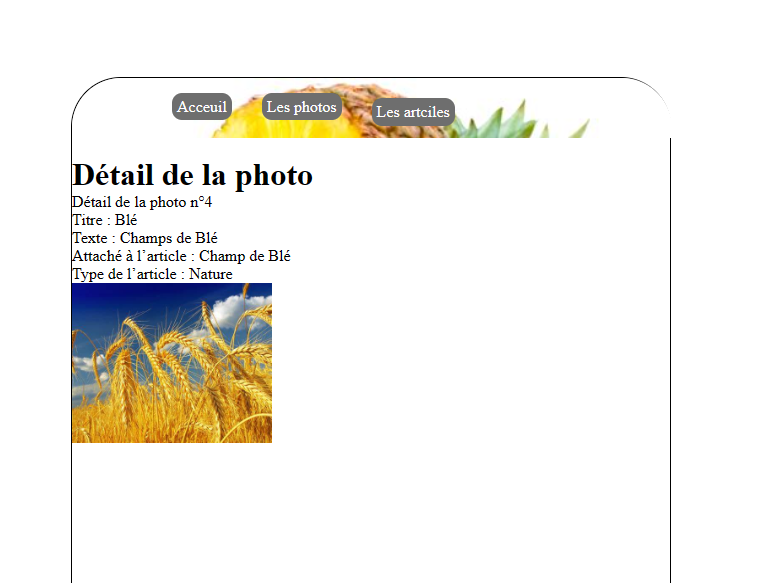 Acceuil
Les photos
Les artciles
Détail de la photo
Détail de la photo n°4
Titre : Blé
Texte : Champs de Blé
Attaché à l’article : Champ de Blé
Type de l’article : Nature